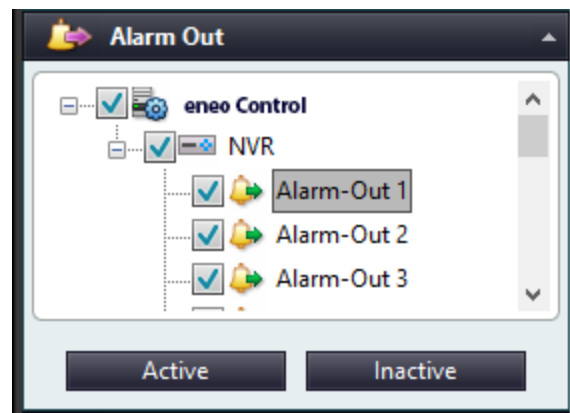 Alarm Out
eneo Control
NVR
Alarm-Out 1
Alarm-Out 2
Alarm-Out 3
Active
Inactive